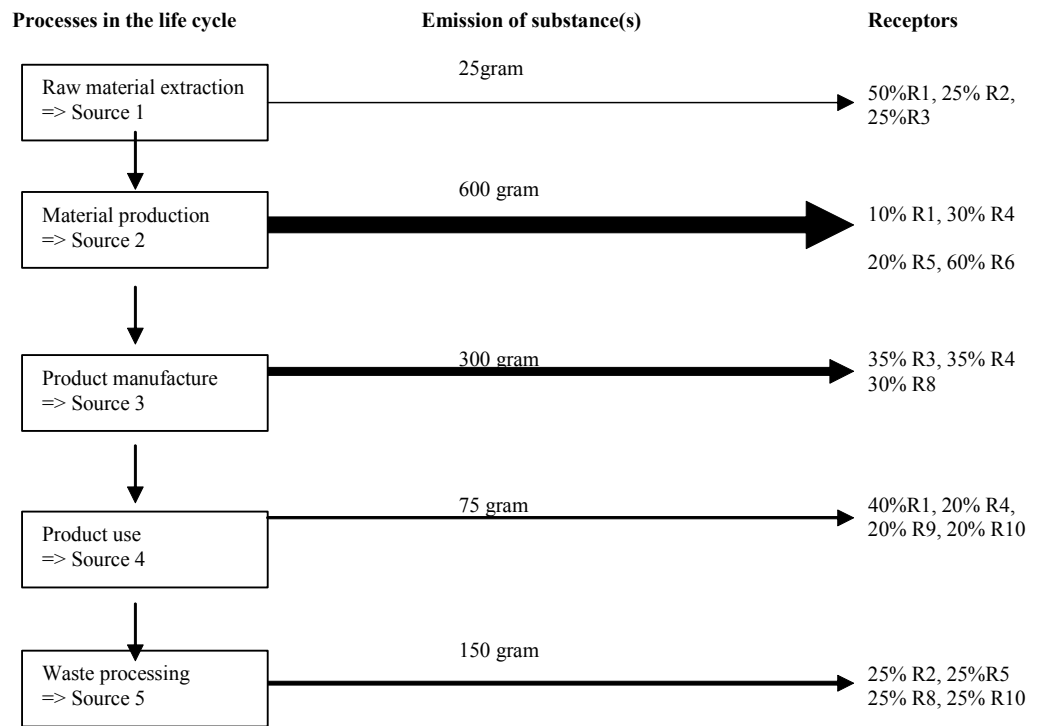 Processes in the life cycle
Emission of substance(s)
Receptors
Raw material extraction
=> Source 1
25gram
50%R1, 25% R2,
25%R3
Material production
=> Source 2
600 gram
10% R1, 30% R4
20% R5, 60% R6
Product manufacture
=> Source 3
300 gram
35% R3, 35% R4
30% R8
Product use
=> Source 4
75 gram
40%R1, 20% R4,
20% R9, 20% R10
Waste processing
=> Source 5
150 gram
25% R2, 25%R5
25% R8, 25% R10